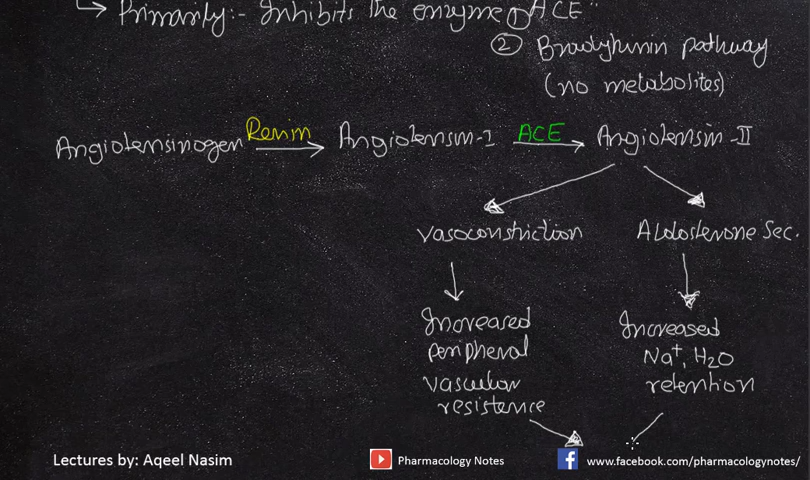 Primarily:- Inhibits the enzyme ① "ACE"
② Bradykinin pathway
(no metabolites)
Angiotensinogen Renin Angiotensin-I ACE Angiotensin-II
Vasoconstriction Aldosterone Sec.
Increased
peripheral
vascular
resistence
Increased
Na⁺, H₂O
retention
Lectures by: Aqeel Nasim
Pharmacology Notes
www.facebook.com/pharmacologynotes/